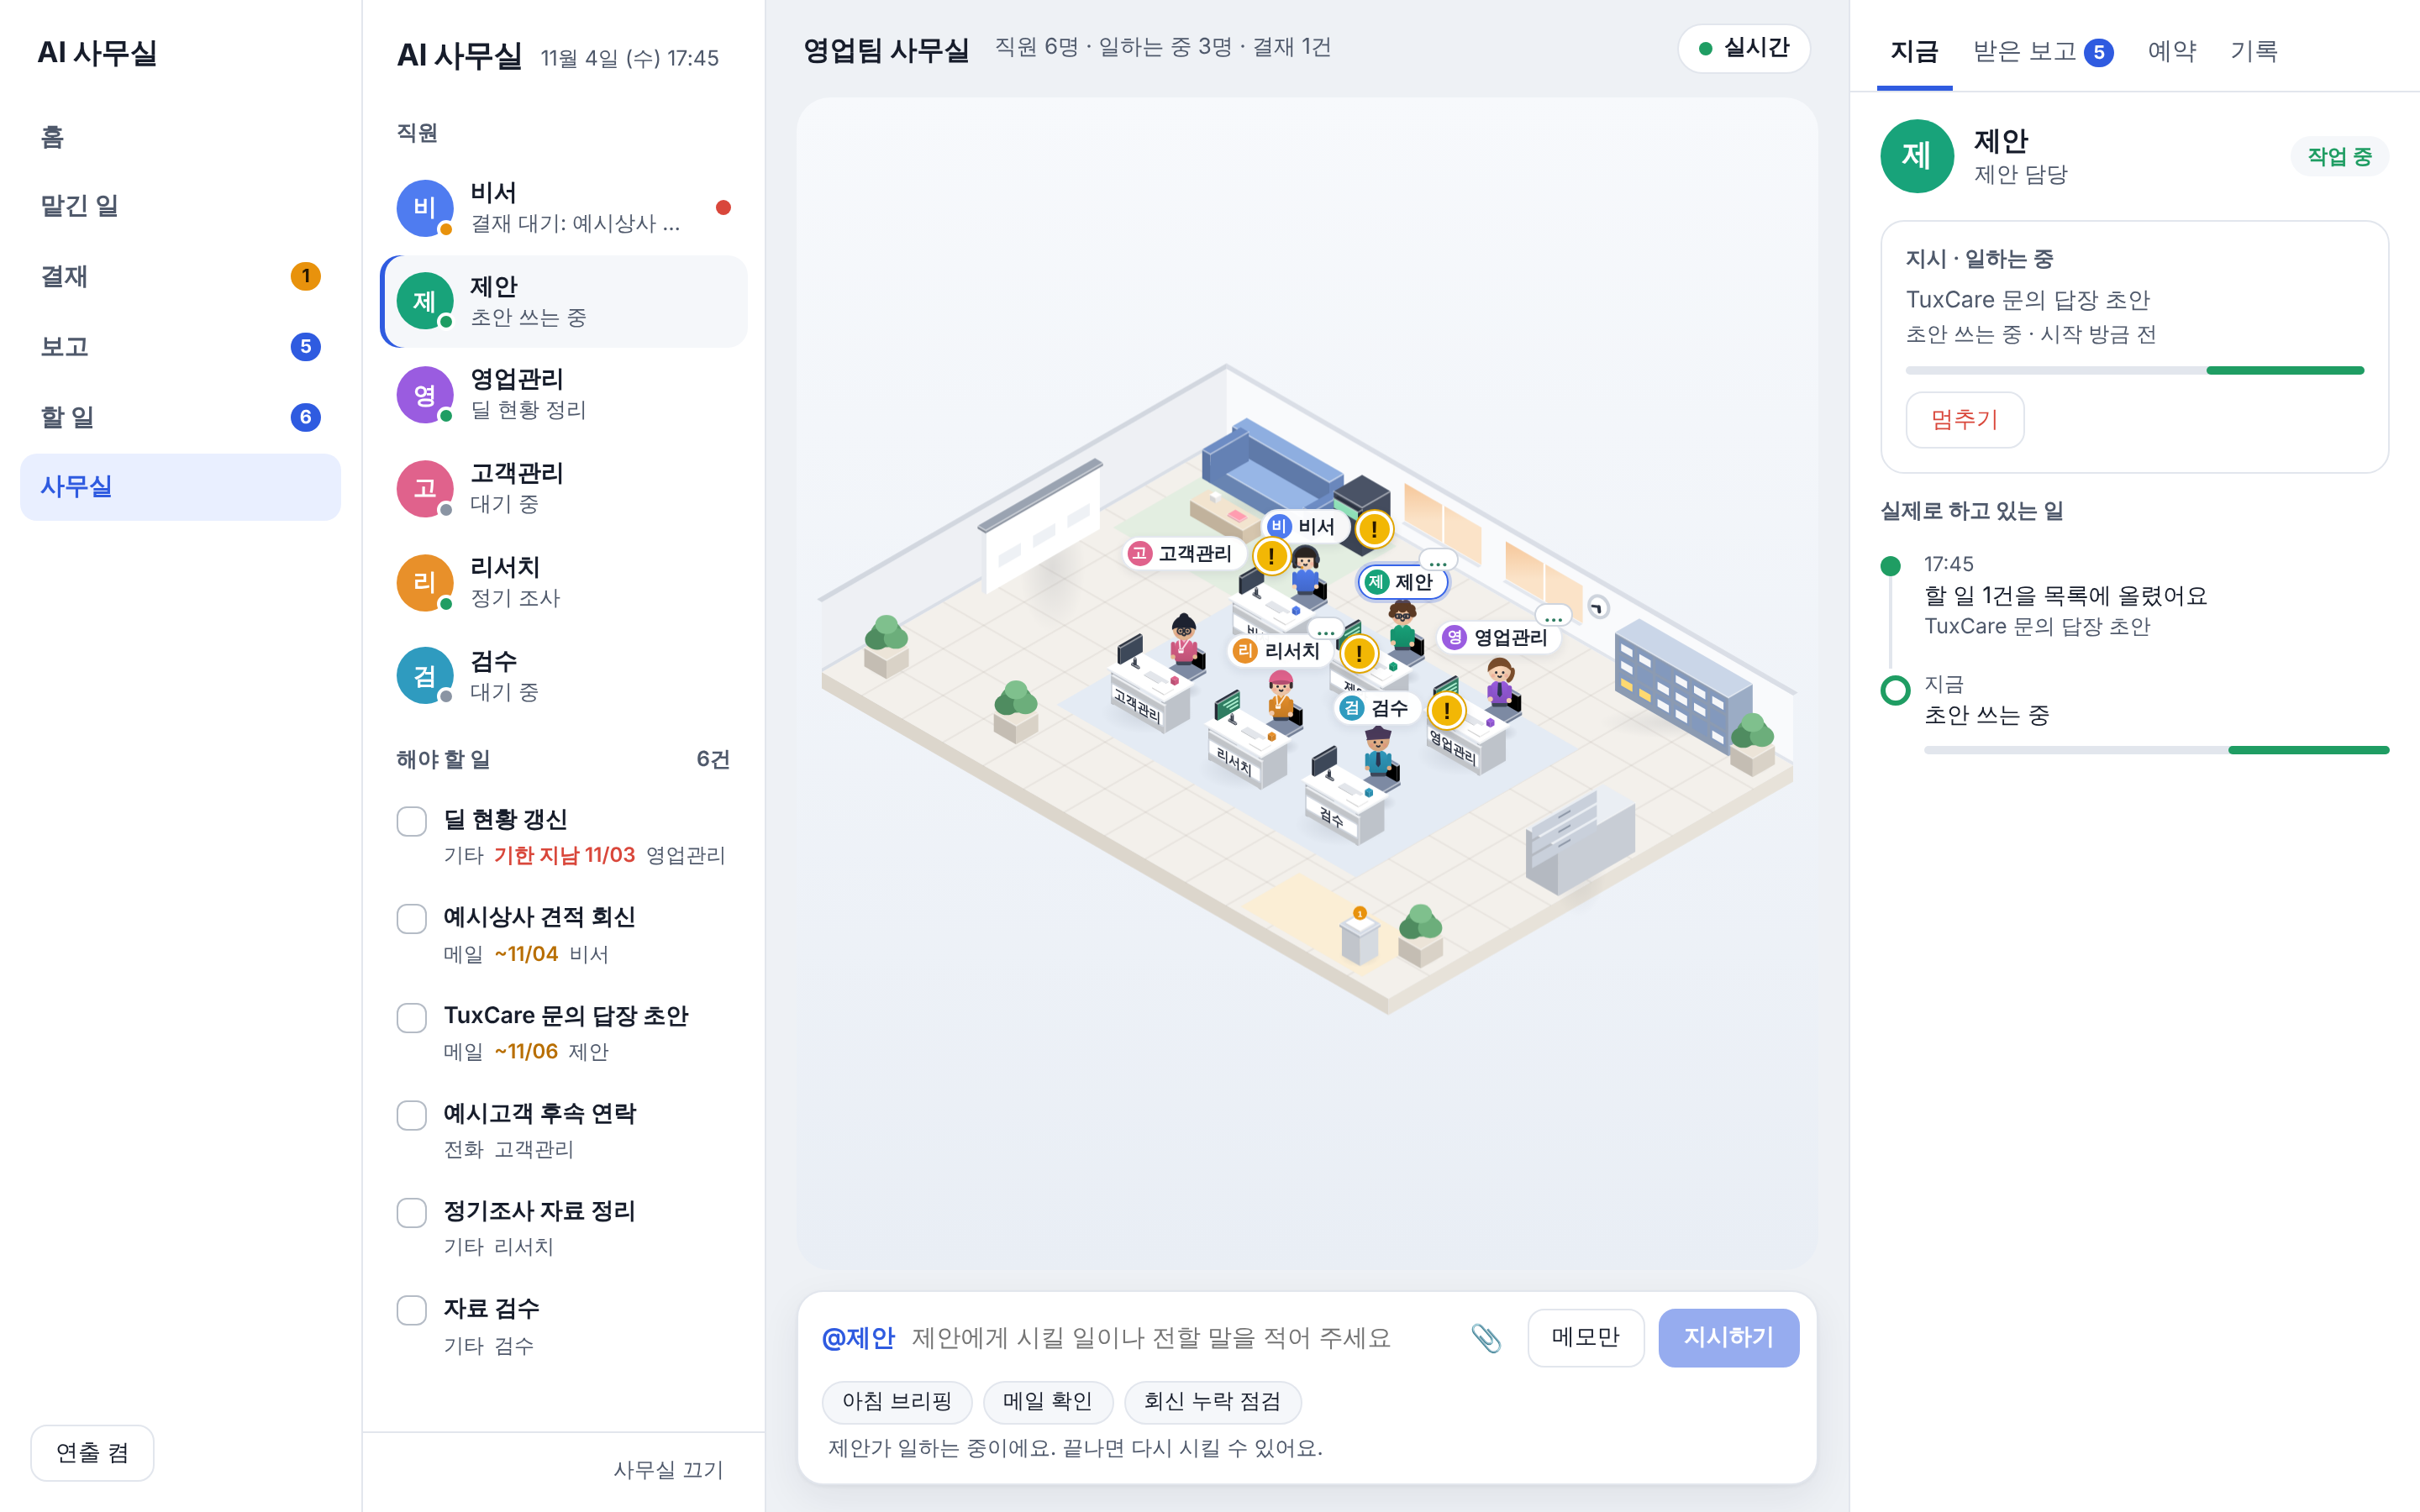 AI 사무실
홈
맡긴 일
결재 1
보고 5
할 일 6
사무실
연출 켬
AI 사무실 11월 4일 (수) 17:45
직원
비 비서
결재 대기: 예시상사 ...
제 제안
초안 쓰는 중
영 영업관리
딜 현황 정리
고 고객관리
대기 중
리 리서치
정기 조사
검 검수
대기 중
해야 할 일 6건
딜 현황 갱신
기타 기한 지남 11/03 영업관리
예시상사 견적 회신
메일 ~11/04 비서
TuxCare 문의 답장 초안
메일 ~11/06 제안
예시고객 후속 연락
전화 고객관리
정기조사 자료 정리
기타 리서치
자료 검수
기타 검수
사무실 끄기
영업팀 사무실 직원 6명 · 일하는 중 3명 · 결재 1건
실시간
비 비서 !
고 고객관리 !
제 제안 ...
영 영업관리 ...
리 리서치 ... !
검 검수 !
고객관리
리서치
영업관리
검수
1
@제안 제안에게 시킬 일이나 전할 말을 적어 주세요
메모만
지시하기
아침 브리핑
메일 확인
회신 누락 점검
제안가 일하는 중이에요. 끝나면 다시 시킬 수 있어요.
지금 받은 보고 5 예약 기록
제 제안
제안 담당
작업 중
지시 · 일하는 중
TuxCare 문의 답장 초안
초안 쓰는 중 · 시작 방금 전
멈추기
실제로 하고 있는 일
17:45
할 일 1건을 목록에 올렸어요
TuxCare 문의 답장 초안
지금
초안 쓰는 중